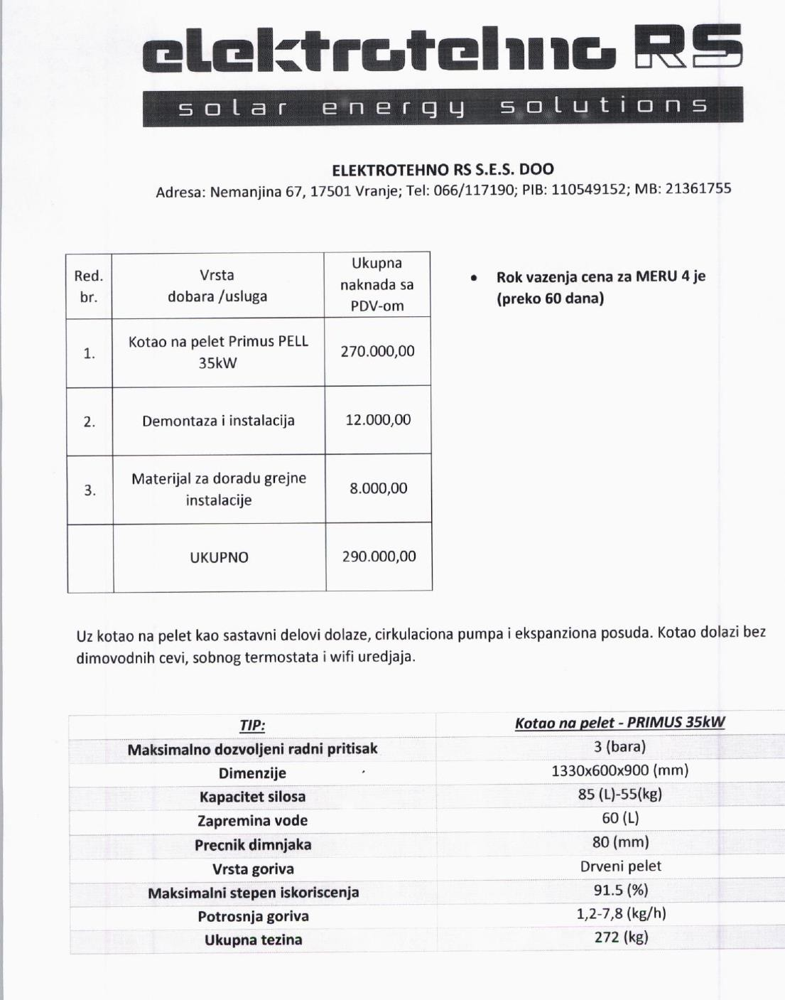 elektrotehno RS
solar energy solutions
ELEKTROTEHNO RS S.E.S. DOO
Adresa: Nemanjina 67, 17501 Vranje; Tel: 066/117190; PIB: 110549152; MB: 21361755
Red. br.
Vrsta dobara /usluga
Ukupna naknada sa PDV-om
1.
Kotao na pelet Primus PELL 35kW
270.000,00
2.
Demontaza i instalacija
12.000,00
3.
Materijal za doradu grejne instalacije
8.000,00
UKUPNO
290.000,00
• Rok vazenja cena za MERU 4 je
(preko 60 dana)
Uz kotao na pelet kao sastavni delovi dolaze, cirkulaciona pumpa i ekspanziona posuda. Kotao dolazi bez
dimovodnih cevi, sobnog termostata i wifi uredjaja.
TIP: Kotao na pelet - PRIMUS 35kW
Maksimalno dozvoljeni radni pritisak 3 (bara)
Dimenzije 1330x600x900 (mm)
Kapacitet silosa 85 (L)-55(kg)
Zapremina vode 60 (L)
Precnik dimnjaka 80 (mm)
Vrsta goriva Drveni pelet
Maksimalni stepen iskoriscenja 91.5 (%)
Potrosnja goriva 1,2-7,8 (kg/h)
Ukupna tezina 272 (kg)